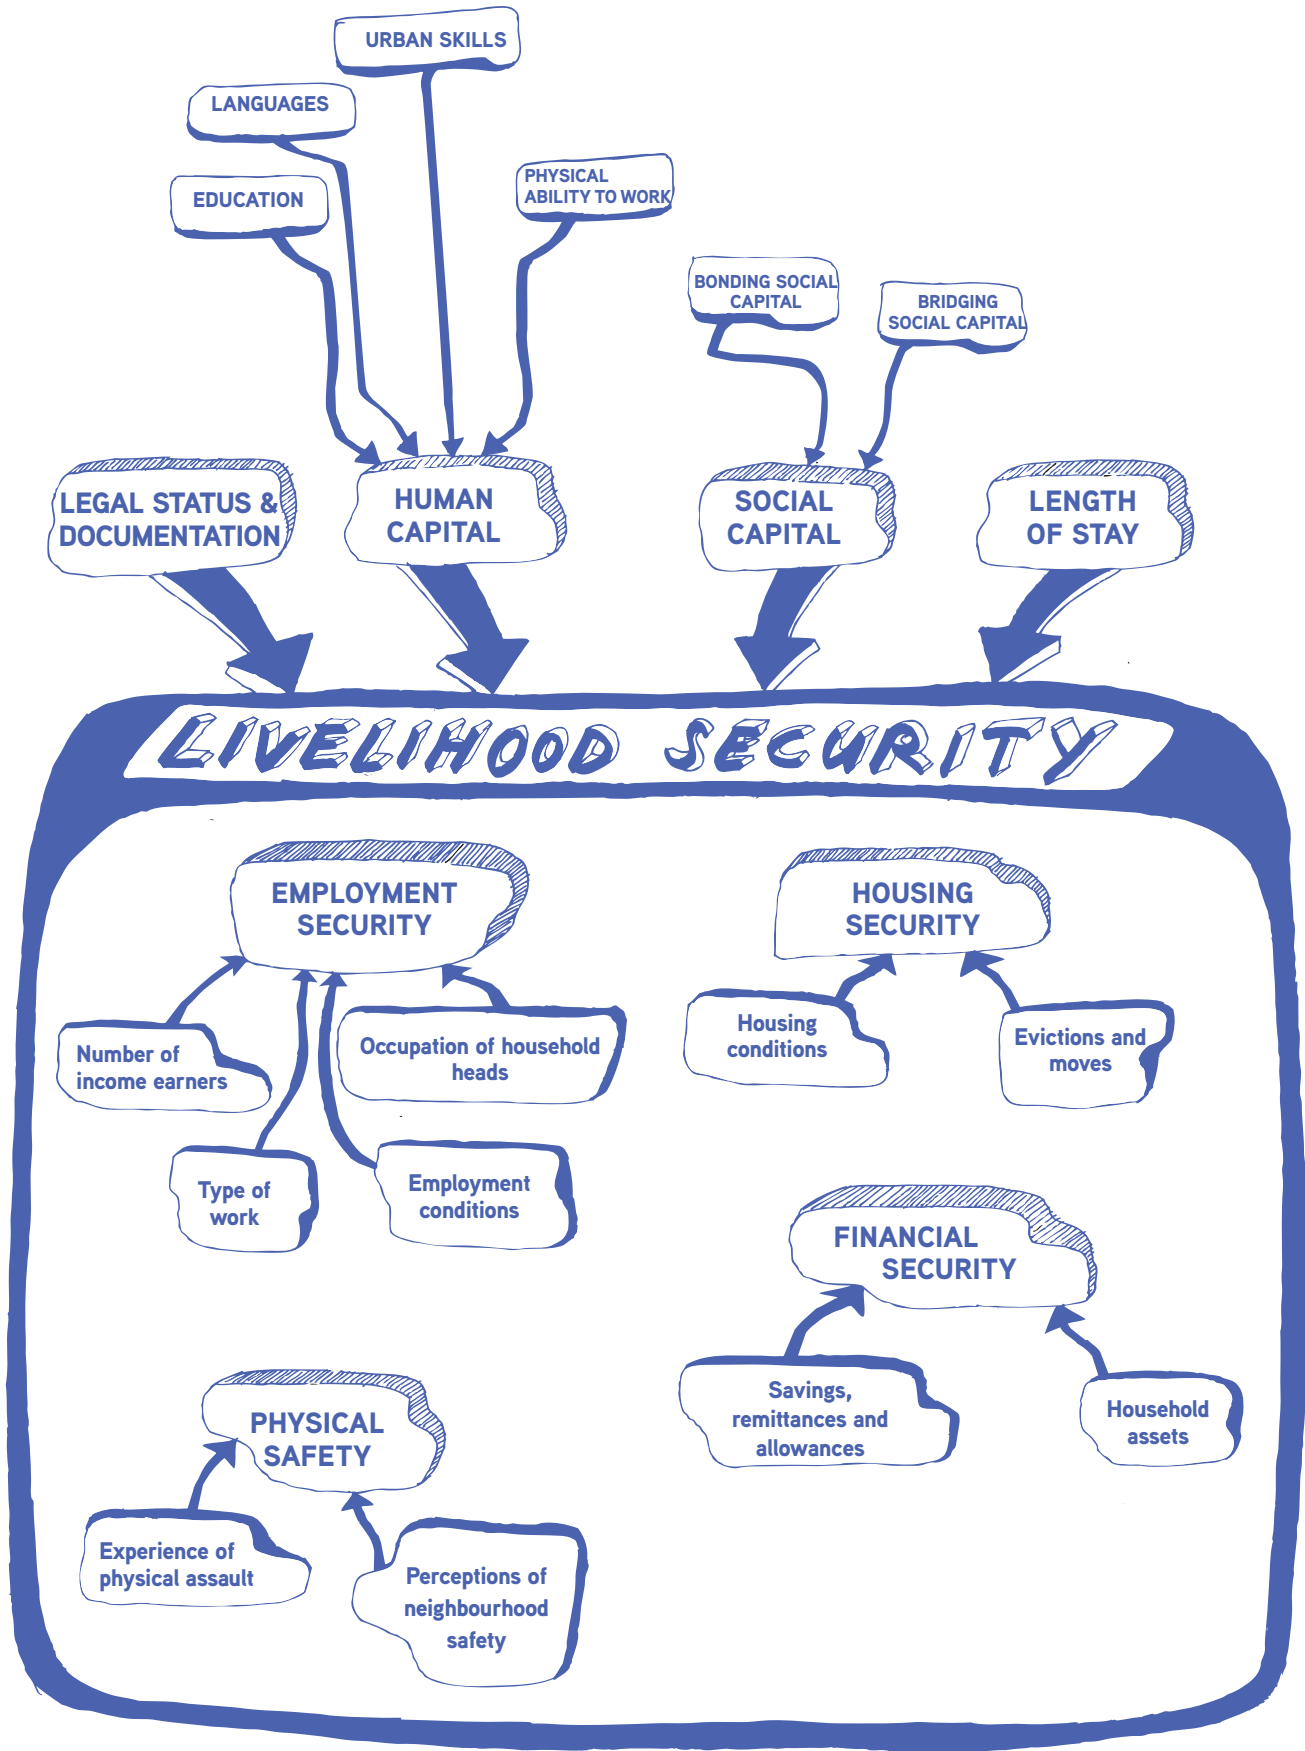 URBAN SKILLS
LANGUAGES
EDUCATION
PHYSICAL
ABILITY TO WORK
BONDING SOCIAL
CAPITAL
BRIDGING
SOCIAL CAPITAL
LEGAL STATUS &
DOCUMENTATION
HUMAN
CAPITAL
SOCIAL
CAPITAL
LENGTH
OF STAY
LIVELIHOOD SECURITY
EMPLOYMENT
SECURITY
HOUSING
SECURITY
Number of
income earners
Occupation of household
heads
Housing
conditions
Evictions and
moves
Type of
work
Employment
conditions
FINANCIAL
SECURITY
Savings,
remittances and
allowances
Household
assets
PHYSICAL
SAFETY
Experience of
physical assault
Perceptions of
neighbourhood
safety